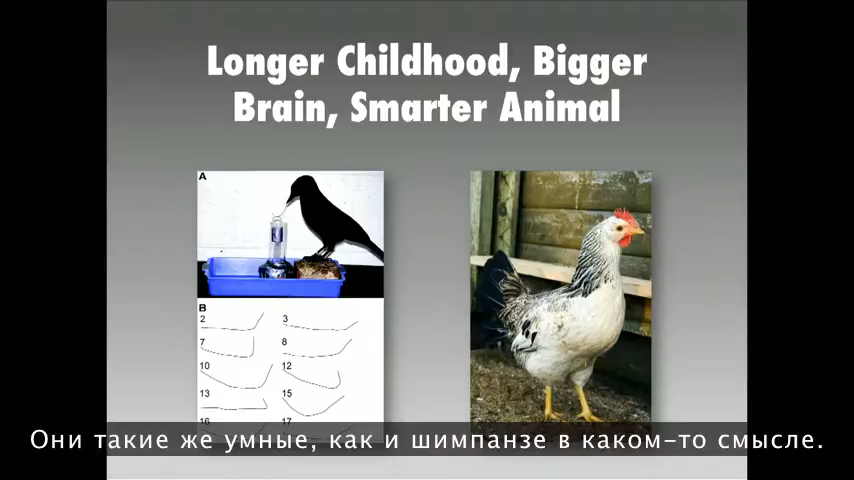 Longer Childhood, Bigger
Brain, Smarter Animal
A
B
2 3
7 8
10 12
13 15
16 17
Они такие же умные, как и шимпанзе в каком-то смысле.